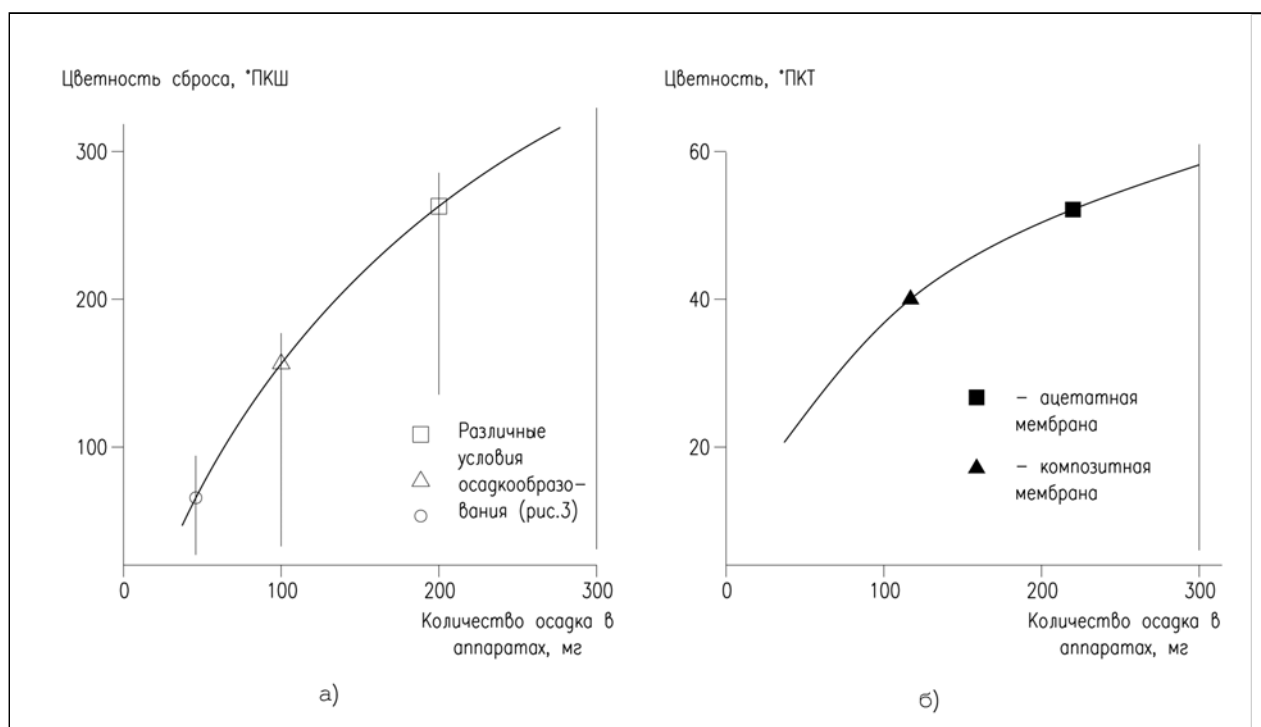 Цветность сброса, °ПКШ
300
200
100
0
100
200
300
Различные
условия
осадкообразо-
вания (рис.3)
Количество осадка в
аппаратах, мг
а)
Цветность, °ПКТ
60
40
20
0
100
200
300
– ацетатная
мембрана
– композитная
мембрана
Количество осадка в
аппаратах, мг
б)